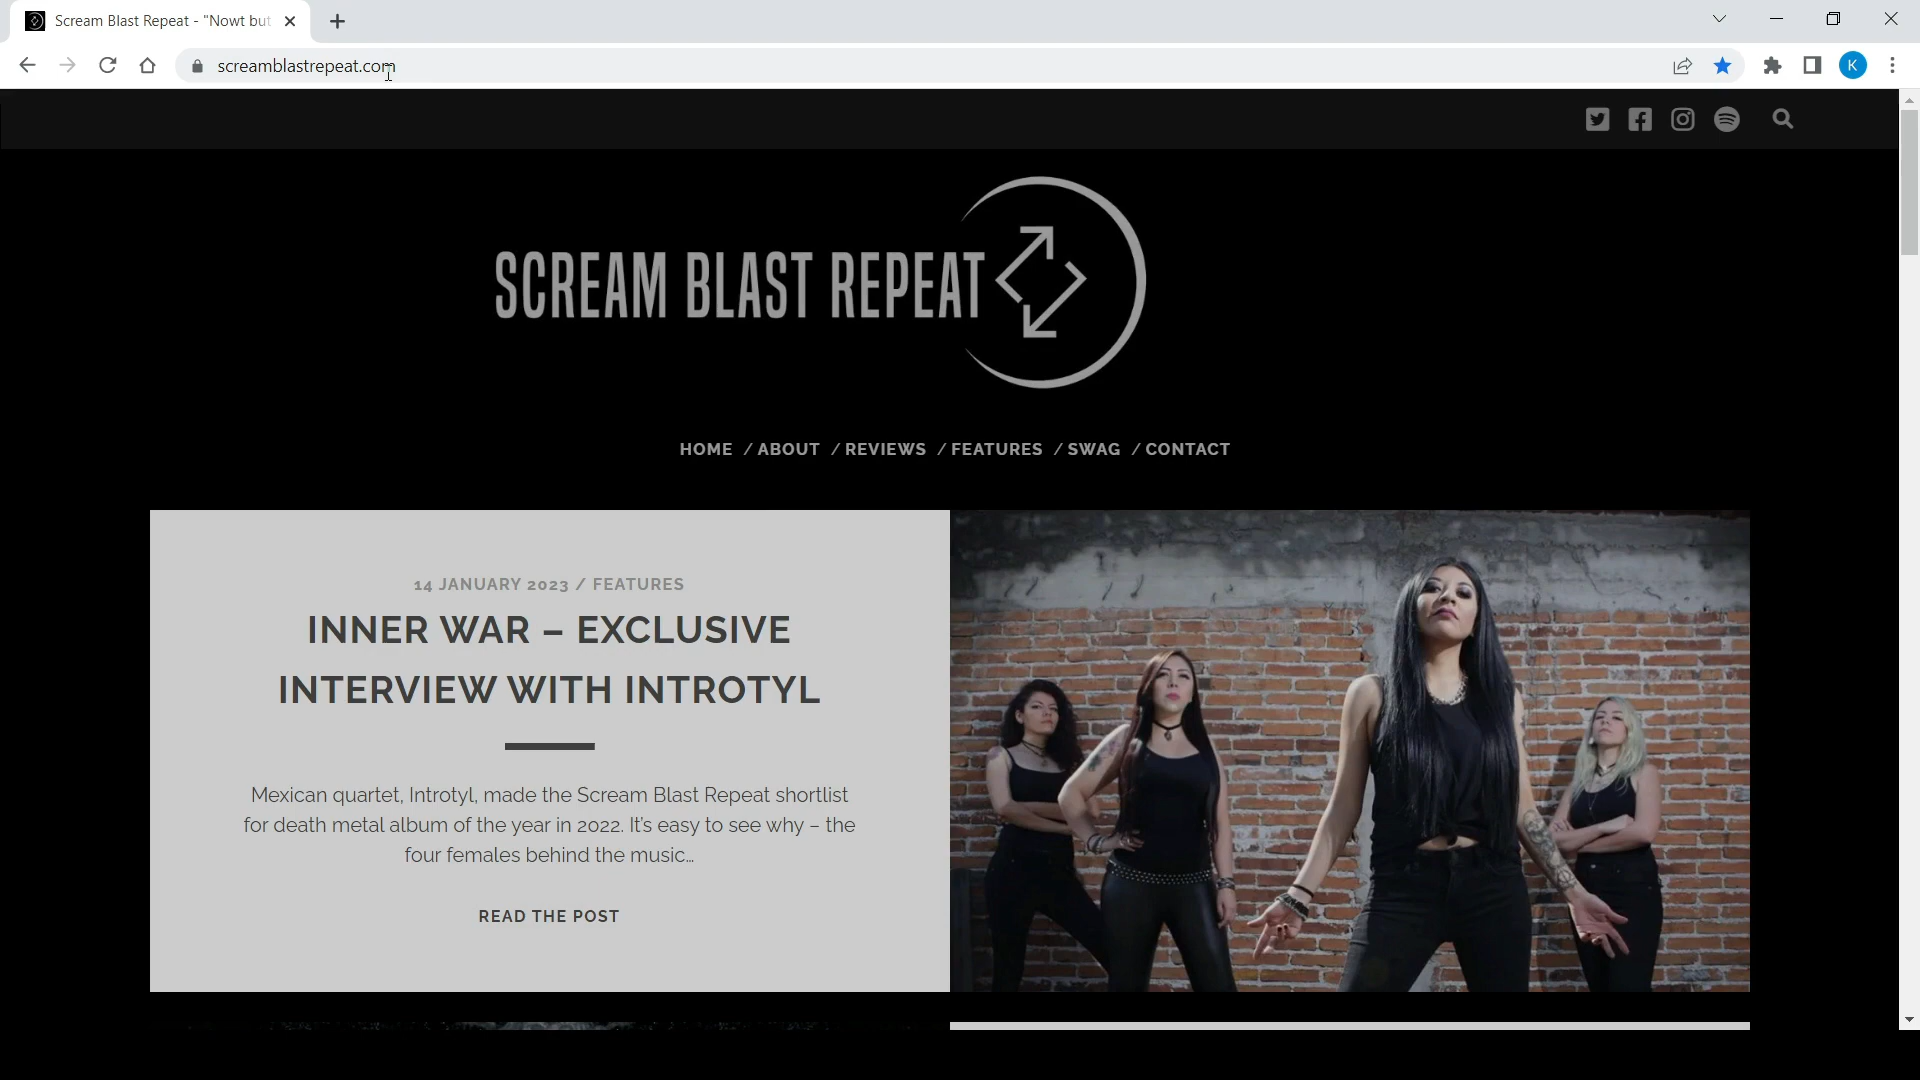 Scream Blast Repeat - "Nowt but
screamblastrepeat.com
K
SCREAM BLAST REPEAT
HOME / ABOUT / REVIEWS / FEATURES / SWAG / CONTACT
14 JANUARY 2023 / FEATURES
INNER WAR – EXCLUSIVE
INTERVIEW WITH INTROTYL
Mexican quartet, Introtyl, made the Scream Blast Repeat shortlist
for death metal album of the year in 2022. It's easy to see why – the
four females behind the music…
READ THE POST